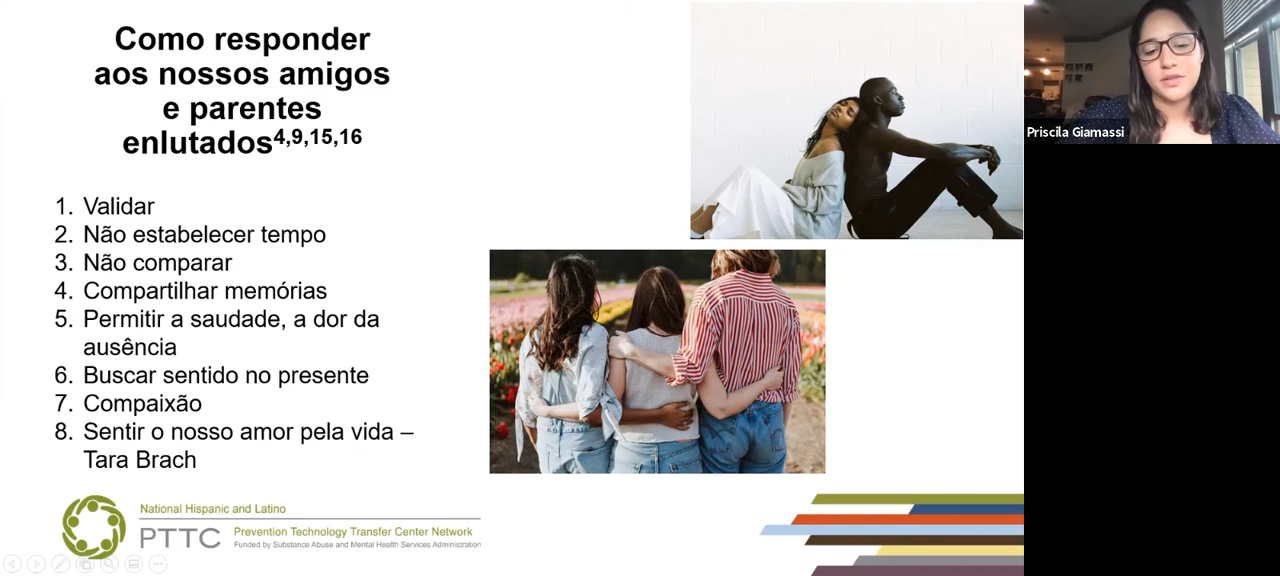 Como responder
aos nossos amigos
e parentes
enlutados4,9,15,16
1. Validar
2. Não estabelecer tempo
3. Não comparar
4. Compartilhar memórias
5. Permitir a saudade, a dor da
ausência
6. Buscar sentido no presente
7. Compaixão
8. Sentir o nosso amor pela vida –
Tara Brach
Priscila Giamassi
National Hispanic and Latino
PTTC Prevention Technology Transfer Center Network
Funded by Substance Abuse and Mental Health Services Administration